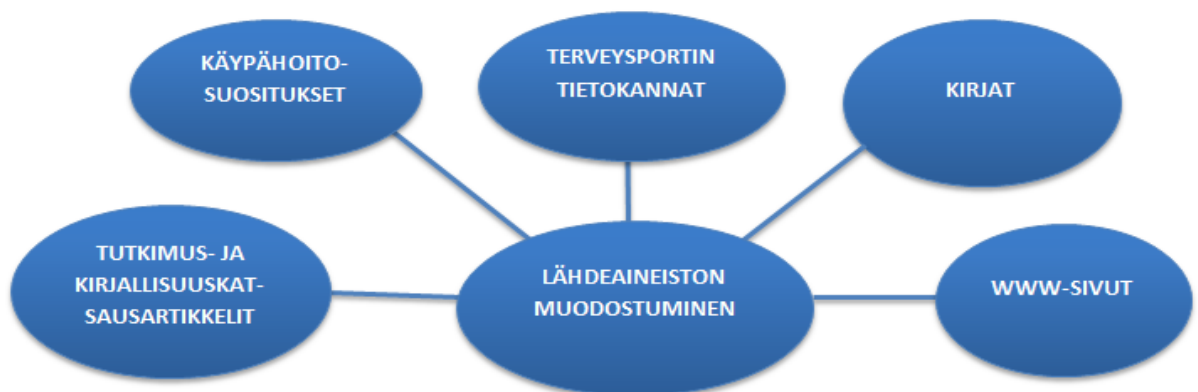 KÄYPÄHOITO-
SUOSITUKSET
TERVEYSPORTIN
TIETOKANNAT
KIRJAT
TUTKIMUS- JA
KIRJALLISUUSKAT-
SAUSARTIKKELIT
LÄHDEAINEISTON
MUODOSTUMINEN
WWW-SIVUT